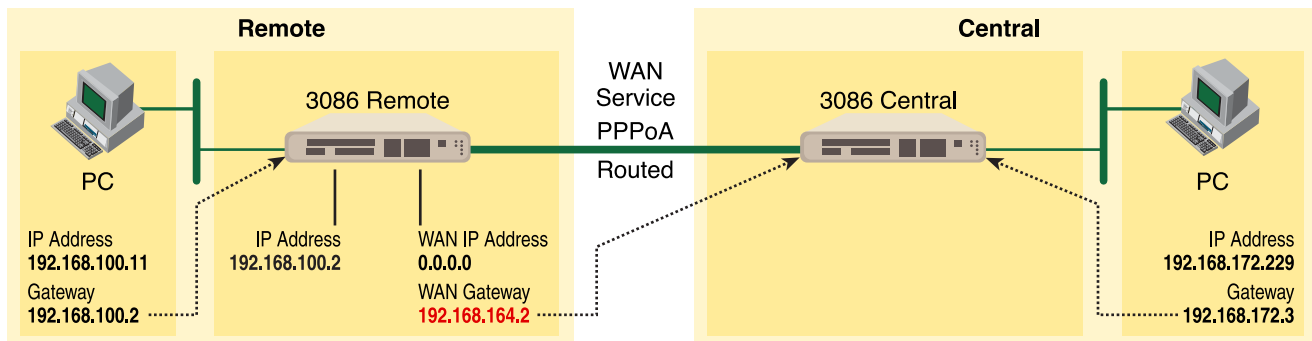 Remote
Central
WAN
Service
PPPoA
Routed
3086 Remote
3086 Central
PC
PC
IP Address
192.168.100.11
Gateway
192.168.100.2
IP Address
192.168.100.2
WAN IP Address
0.0.0.0
WAN Gateway
192.168.164.2
IP Address
192.168.172.229
Gateway
192.168.172.3